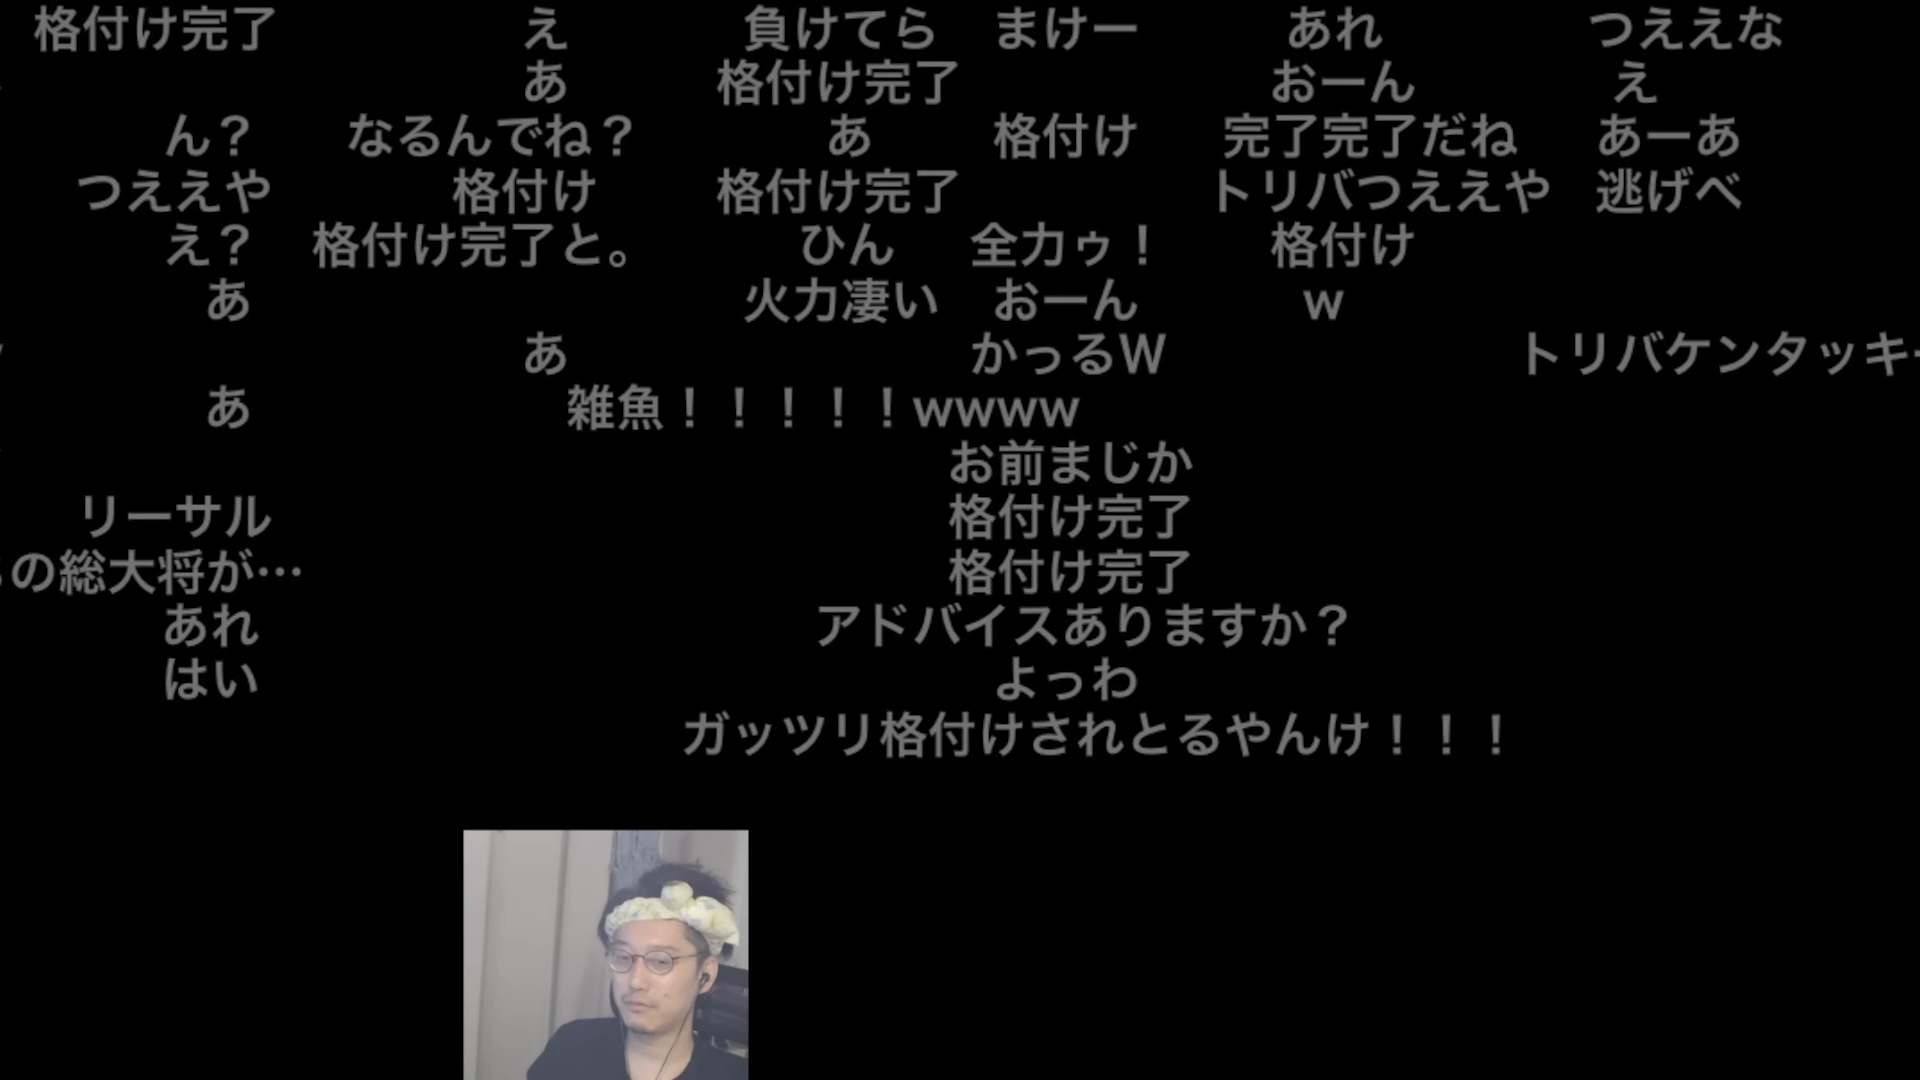 格付け完了 え 負けてら まけー あれ つええな
あ 格付け完了 おーん え
ん？ なるんでね？ あ 格付け 完了完了だね あーあ
つええや 格付け 格付け完了 トリバつええや 逃げべ
え？ 格付け完了と。 ひん 全力ゥ！ 格付け
あ 火力凄い おーん w
あ かっるW トリバケンタッキー
あ 雑魚！！！！！wwww
お前まじか
リーサル 格付け完了
の総大将が… 格付け完了
あれ アドバイスありますか？
はい よっわ
ガッツリ格付けされとるやんけ！！！